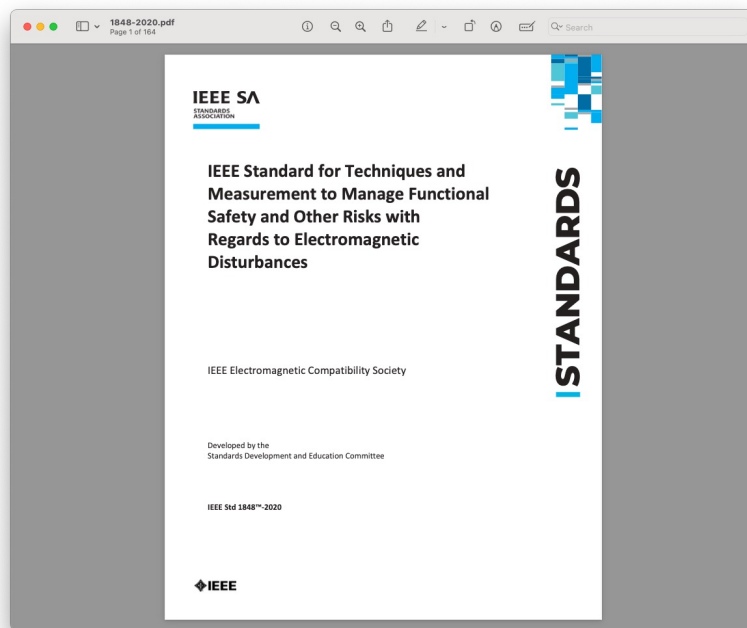 1848-2020.pdf
Page 1 of 164
Search
IEEE SA
STANDARDS
ASSOCIATION
IEEE Standard for Techniques and
Measurement to Manage Functional
Safety and Other Risks with
Regards to Electromagnetic
Disturbances
STANDARDS
IEEE Electromagnetic Compatibility Society
Developed by the
Standards Development and Education Committee
IEEE Std 1848™-2020
IEEE